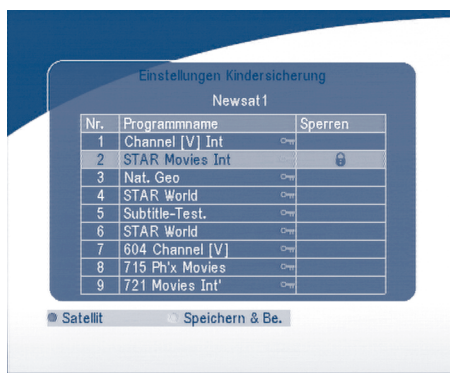 Einstellungen Kindersicherung
Newsat1
Nr. Programmname Sperren
1 Channel [V] Int
2 STAR Movies Int
3 Nat. Geo
4 STAR World
5 Subtitle-Test.
6 STAR World
7 604 Channel [V]
8 715 Ph'x Movies
9 721 Movies Int'
Satellit Speichern & Be.